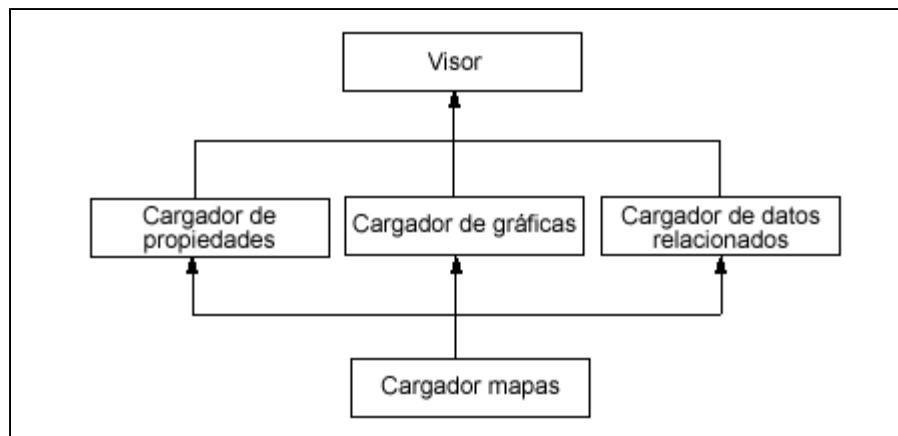 Visor
Cargador de
propiedades
Cargador de gráficas
Cargador de datos
relacionados
Cargador mapas